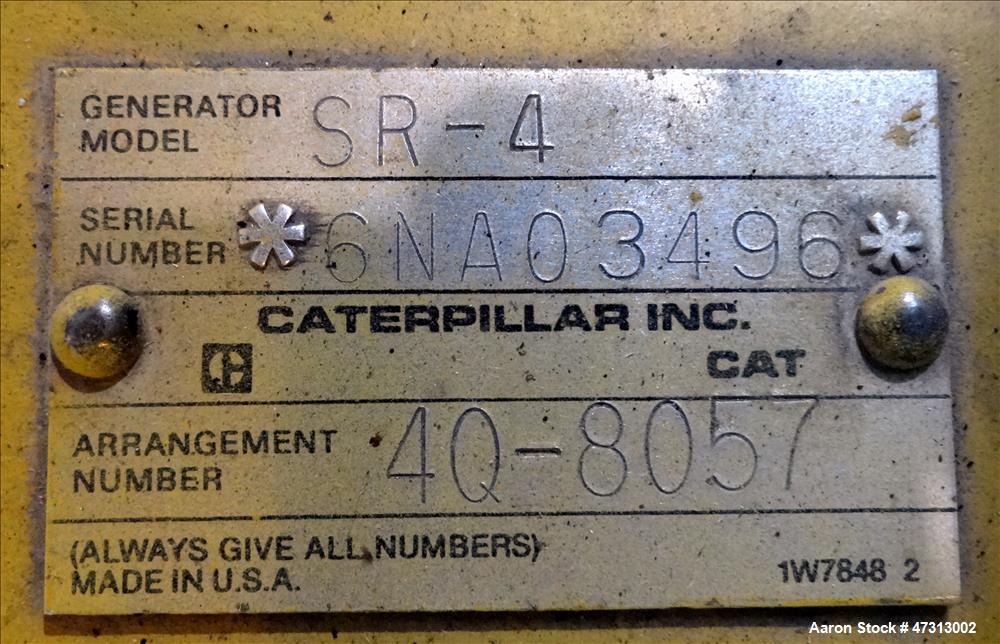 GENERATOR MODEL SR-4
SERIAL NUMBER *6NA03496*
CATERPILLAR INC.
C CAT
ARRANGEMENT NUMBER 4Q-8057
(ALWAYS GIVE ALL NUMBERS)
MADE IN U.S.A. 1W7848 2
Aaron Stock # 47313002